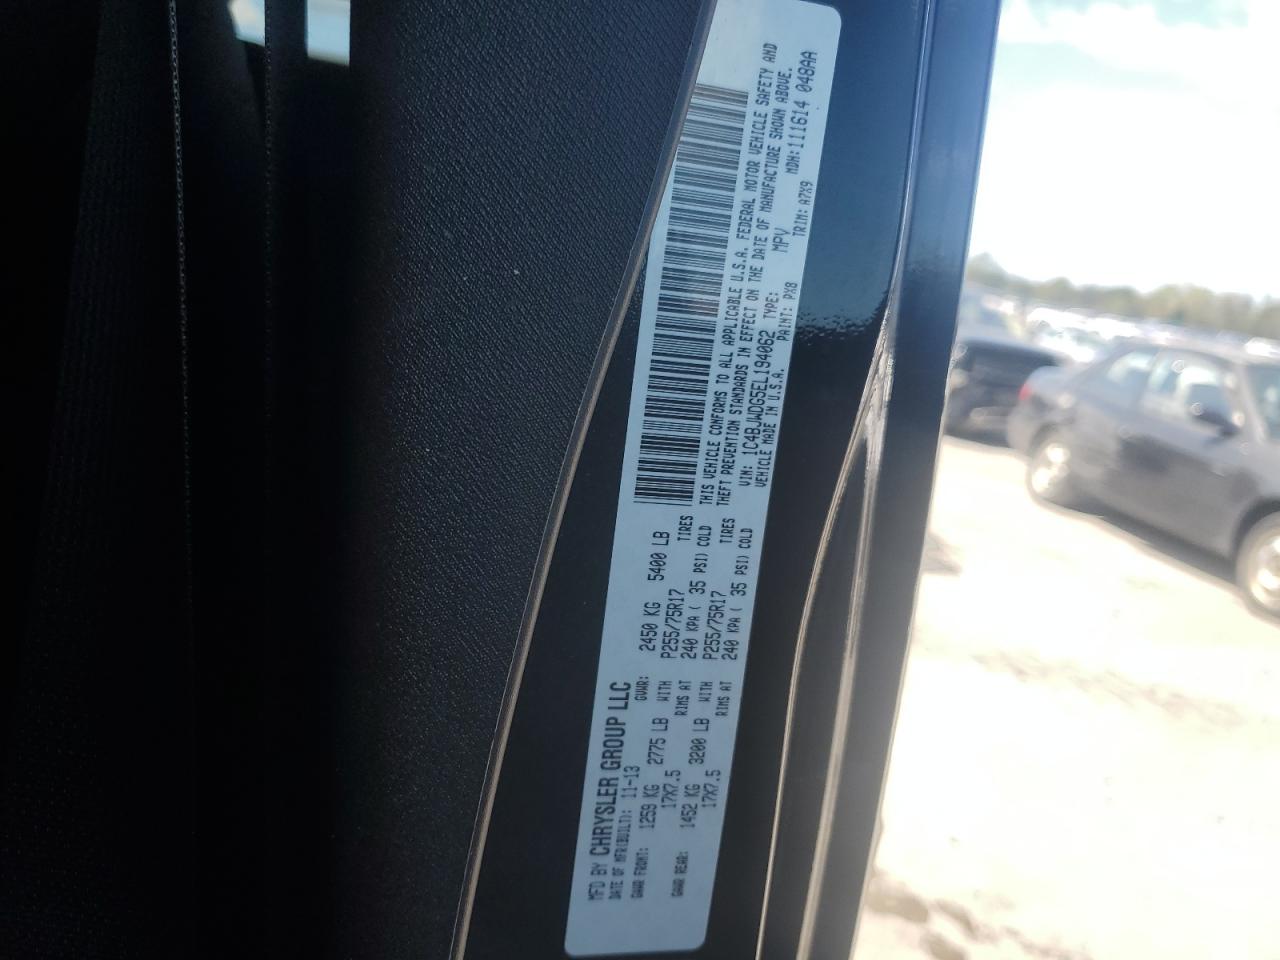 MFD BY CHRYSLER GROUP LLC
DATE OF MFR(BUILT): 11-13 GVWR: 2450 KG 5400 LB
GAWR FRONT: 1259 KG 2775 LB WITH P255/75R17 TIRES
17X7.5 RIMS AT 240 KPA ( 35 PSI) COLD
GAWR REAR: 1452 KG 3200 LB WITH P255/75R17 TIRES
17X7.5 RIMS AT 240 KPA ( 35 PSI) COLD
THIS VEHICLE CONFORMS TO ALL APPLICABLE U.S.A. FEDERAL MOTOR VEHICLE SAFETY AND
THEFT PREVENTION STANDARDS IN EFFECT ON THE DATE OF MANUFACTURE SHOWN ABOVE.
VIN: 1C4BJWDG5EL194062 TYPE: MPV MDH:111614 048AA
VEHICLE MADE IN U.S.A. PAINT: PX8 TRIM: A7X9